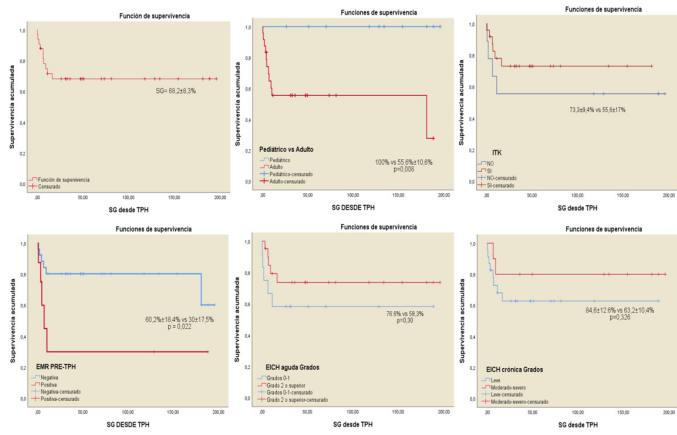 Función de supervivencia
Supervivencia acumulada
1,0
0,8
0,6
0,4
0,2
0,0
SG= 68,2±8,3%
Función de supervivencia
Censurado
,00
50,00
100,00
150,00
200,00
SG desde TPH
Funciones de supervivencia
Supervivencia acumulada
1,0
0,8
0,6
0,4
0,2
0,0
Pediátrico vs Adulto
Pediátrico
Adulto
Pediátrico-censurado
Adulto-censurado
100% vs 55,6%±10,6%
p=0,008
,00
50,00
100,00
150,00
200,00
SG DESDE TPH
Funciones de supervivencia
Supervivencia acumulada
1,0
0,8
0,6
0,4
0,2
0,0
73,3±9,4% vs 55,6±17%
ITK
NO
SI
NO-censurado
SI-censurado
,00
50,00
100,00
150,00
200,00
SG desde TPH
Funciones de supervivencia
Supervivencia acumulada
1,0
0,8
0,6
0,4
0,2
0,0
60,2%±18,4% vs 30±17,5%
p = 0,022
EMR PRE-TPH
Negativa
Positiva
Negativa-censurado
Positiva-censurado
,00
50,00
100,00
150,00
200,00
SG DESDE TPH
Funciones de supervivencia
Supervivencia acumulada
1,0
0,8
0,6
0,4
0,2
0,0
76.6% vs 58,3%
p=0,30
EICH aguda Grados
Grados 0-1
Grado 2 o superior
Grados 0-1-censurado
Grado 2 o superior-censurado
,00
50,00
100,00
150,00
200,00
SG desde TPH
Funciones de supervivencia
Supervivencia acumulada
1,0
0,8
0,6
0,4
0,2
0,0
84,6±12.6% vs 63,2±10,4%
p=0,326
EICH crónica Grados
Leve
Moderado-severo
Leve-censurado
Moderado-severo-censurado
,00
50,00
100,00
150,00
200,00
SG desde TPH